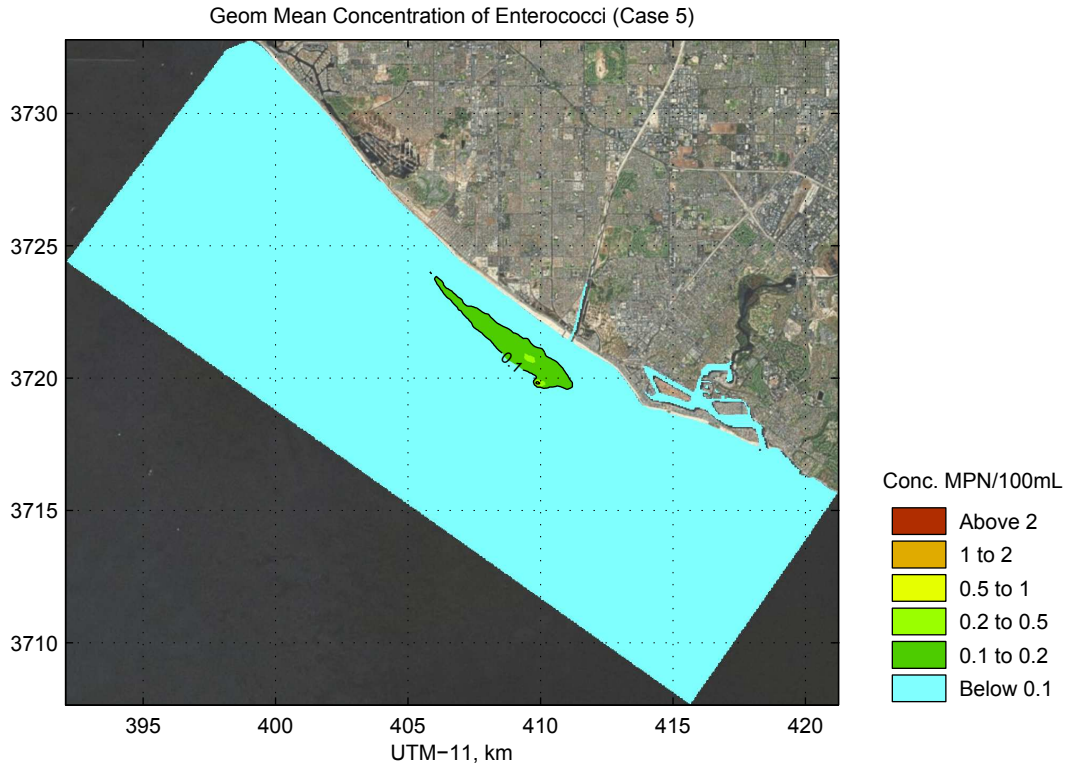 Geom Mean Concentration of Enterococci (Case 5)
3730
3725
3720
3715
3710
0.1
395
400
405
410
415
420
UTM−11, km
Conc. MPN/100mL
Above 2
1 to 2
0.5 to 1
0.2 to 0.5
0.1 to 0.2
Below 0.1